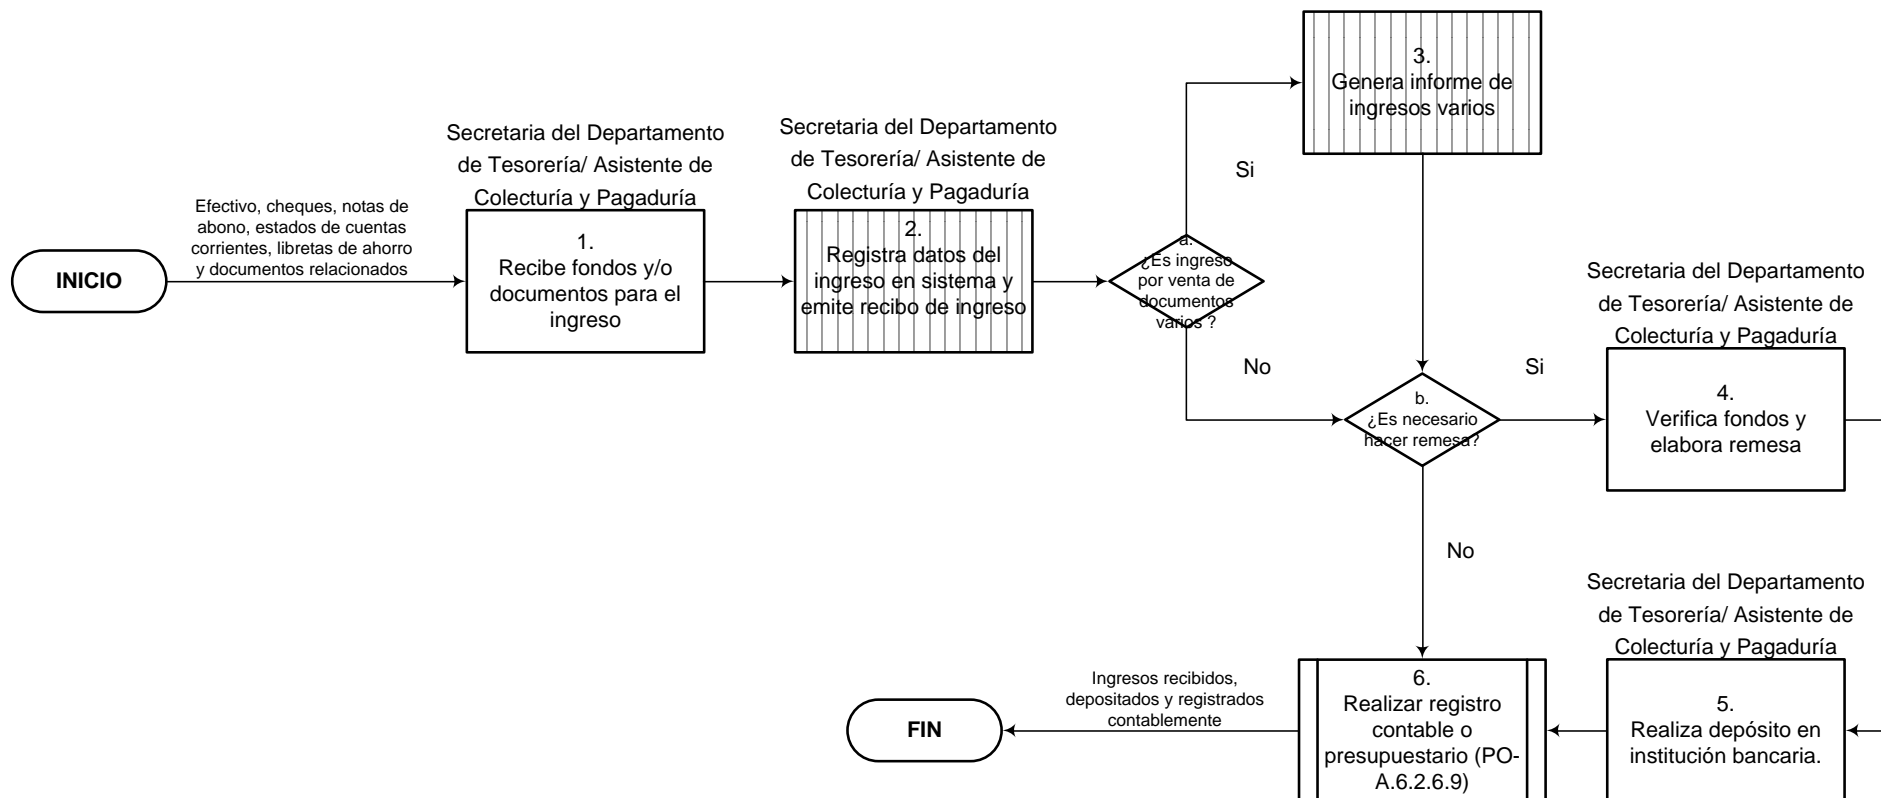 INICIO
Efectivo, cheques, notas de
abono, estados de cuentas
corrientes, libretas de ahorro
y documentos relacionados
Secretaria del Departamento
de Tesorería/ Asistente de
Colecturía y Pagaduría
1.
Recibe fondos y/o
documentos para el
ingreso
Secretaria del Departamento
de Tesorería/ Asistente de
Colecturía y Pagaduría
2.
Registra datos del
ingreso en sistema y
emite recibo de ingreso
a.
¿Es ingreso
por venta de
documentos
varios ?
Si
No
3.
Genera informe de
ingresos varios
b.
¿Es necesario
hacer remesa?
Si
No
Secretaria del Departamento
de Tesorería/ Asistente de
Colecturía y Pagaduría
4.
Verifica fondos y
elabora remesa
Secretaria del Departamento
de Tesorería/ Asistente de
Colecturía y Pagaduría
5.
Realiza depósito en
institución bancaria.
6.
Realizar registro
contable o
presupuestario (PO-
A.6.2.6.9)
Ingresos recibidos,
depositados y registrados
contablemente
FIN